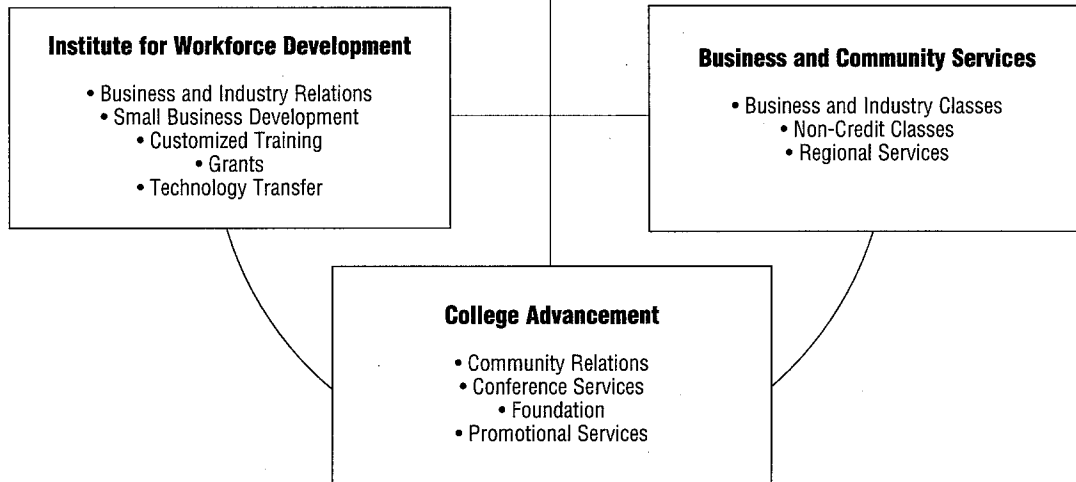 Institute for Workforce Development
• Business and Industry Relations
• Small Business Development
• Customized Training
• Grants
• Technology Transfer
Business and Community Services
• Business and Industry Classes
• Non-Credit Classes
• Regional Services
College Advancement
• Community Relations
• Conference Services
• Foundation
• Promotional Services